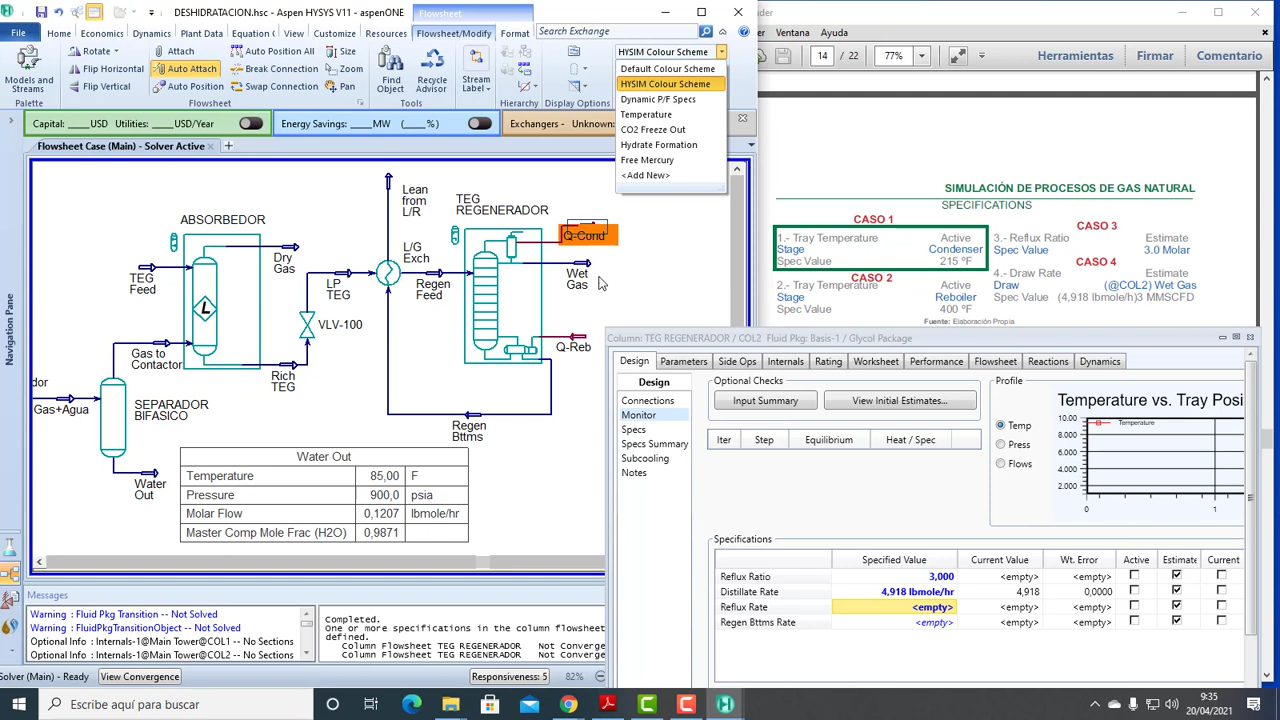 DESHIDRATACION.hsc - Aspen HYSYS V11 - aspenONE
Flowsheet
File
Home
Economics
Dynamics
Plant Data
Equation (
View
Customize
Resources
Flowsheet/Modify
Format
Search Exchange
Models and Streams
Palette
Rotate
Flip Horizontal
Flip Vertical
Attach
Auto Attach
Auto Position
Auto Position All
Break Connection
Swap Connection
Size
Zoom
Pan
Flowsheet
Find Object
Recycle Advisor
Tools
Stream Label
Hierarchy
Display Options
HYSIM Colour Scheme
Default Colour Scheme
HYSIM Colour Scheme
Dynamic P/F Specs
Temperature
CO2 Freeze Out
Hydrate Formation
Free Mercury
<Add New>
Capital: _____USD Utilities: _____USD/Year
Energy Savings: ____MW (____%)
Exchangers - Unknown:
Flowsheet Case (Main) - Solver Active
Navigation Pane
ABSORBEDOR
TEG Feed
Dry Gas
Gas to Contactor
Rich TEG
LP TEG
VLV-100
Lean from L/R
L/G Exch
Regen Feed
TEG REGENERADOR
Q-Cond
Wet Gas
Q-Reb
Regen Bttms
dor
Gas+Agua
SEPARADOR BIFASICO
Water Out
Water Out
Temperature 85,00 F
Pressure 900,0 psia
Molar Flow 0,1207 lbmole/hr
Master Comp Mole Frac (H2O) 0,9871
Messages
Warning : Fluid Pkg Transition -- Not Solved
Warning : FluidPkgTransitionObject -- Not Solved
Optional Info : Internals-1@Main Tower@COL1 -- No Sections
Optional Info : Internals-1@Main Tower@COL2 -- No Sections
Completed.
One or more specifications in the column flowsheet
defined.
Column Flowsheet TEG REGENERADOR Not Converge
Column Flowsheet TEG REGENERADOR Not Converge
Solver (Main) - Ready
View Convergence
Responsiveness: 5
82%
der
Ventana
Ayuda
14 / 22
77%
Herramientas
Firmar
Comentario
SIMULACIÓN DE PROCESOS DE GAS NATURAL
SPECIFICATIONS
CASO 1
1.- Tray Temperature Active
Stage Condenser
Spec Value 215 ºF
CASO 2
2.- Tray Temperature Active
Stage Reboiler
Spec Value 400 ºF
CASO 3
3.- Reflux Ratio Estimate
Spec Value 3.0 Molar
CASO 4
4.- Draw Rate Estimate
Draw (@COL2) Wet Gas
Spec Value (4,918 lbmole/h)3 MMSCFD
Fuente: Elaboración Propia
Column: TEG REGENERADOR / COL2 Fluid Pkg: Basis-1 / Glycol Package
Design
Parameters
Side Ops
Internals
Rating
Worksheet
Performance
Flowsheet
Reactions
Dynamics
Design
Connections
Monitor
Specs
Specs Summary
Subcooling
Notes
Optional Checks
Input Summary
View Initial Estimates...
Iter Step Equilibrium Heat / Spec
Profile
Temp
Press
Flows
Temperature vs. Tray Posi
Temperature
10.00
8.000
6.000
4.000
2.000
0 1
Specifications
Specified Value Current Value Wt. Error Active Estimate Current
Reflux Ratio 3,000 <empty> <empty>
Distillate Rate 4,918 lbmole/hr 4,918 0,0000
Reflux Rate <empty> <empty> <empty>
Regen Bttms Rate <empty> <empty> <empty>
Escribe aquí para buscar
9:35
20/04/2021